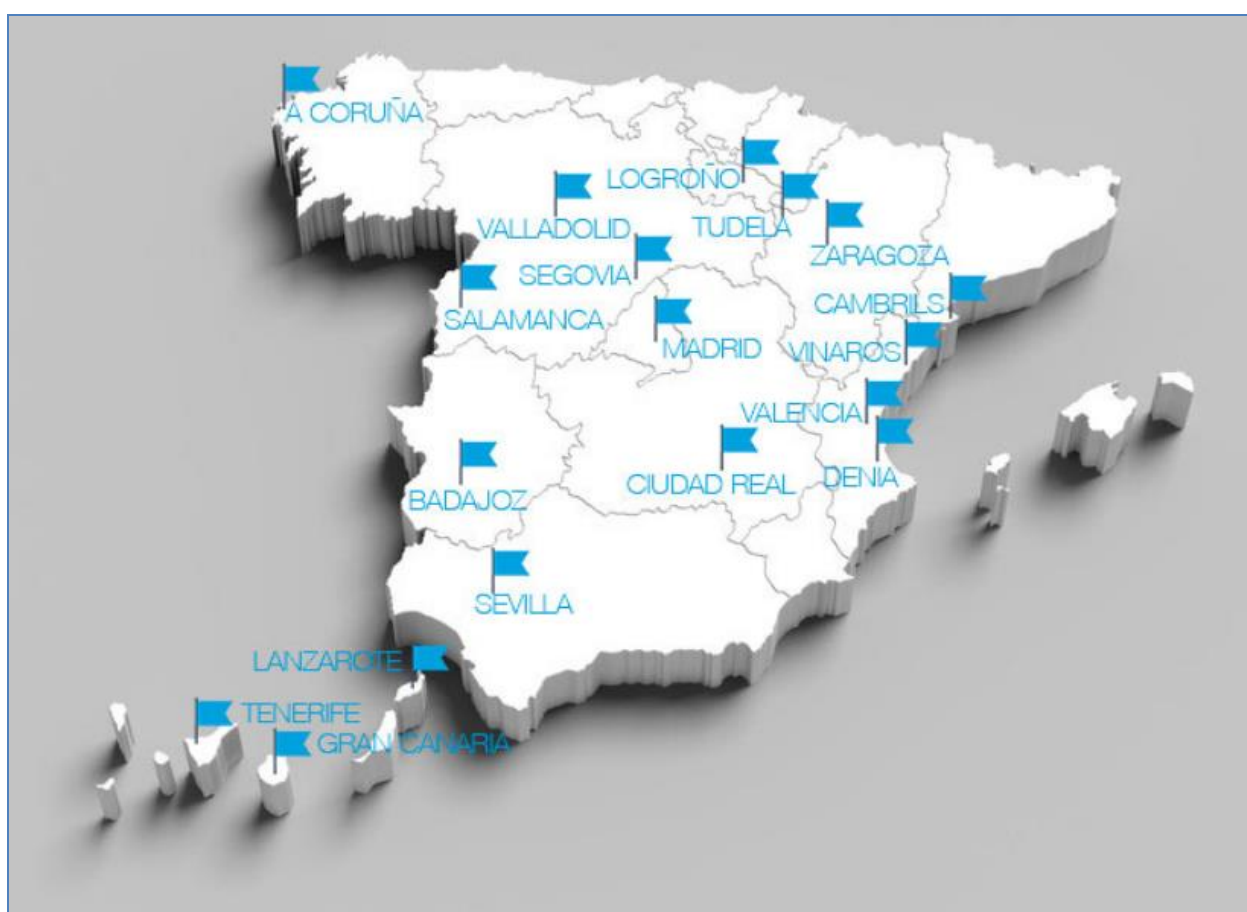 A CORUÑA
LOGROÑO
VALLADOLID
TUDELA
ZARAGOZA
SEGOVIA
CAMBRILS
SALAMANCA
MADRID
VINAROS
VALENCIA
CIUDAD REAL
DENIA
BADAJOZ
SEVILLA
LANZAROTE
TENERIFE
GRAN CANARIA